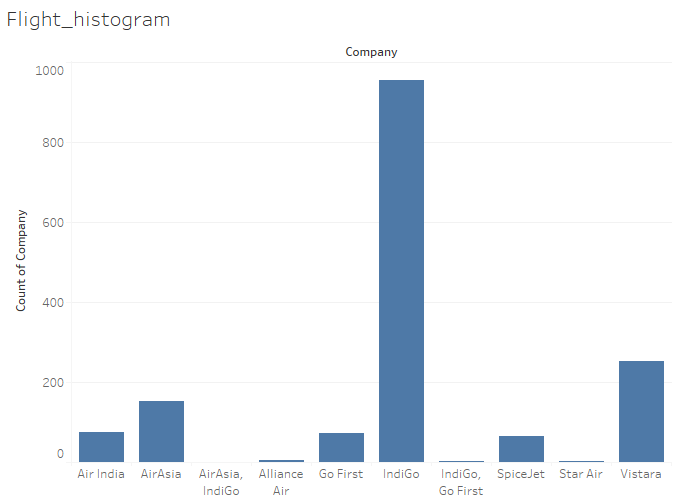 Flight_histogram
Company
1000
800
600
400
200
0
Count of Company
Air India
AirAsia
AirAsia,
IndiGo
Alliance
Air
Go First
IndiGo
IndiGo,
Go First
SpiceJet
Star Air
Vistara